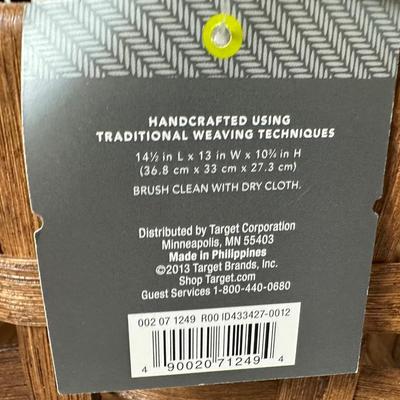 HANDCRAFTED USING
TRADITIONAL WEAVING TECHNIQUES
14½ in L x 13 in W x 10¾ in H
(36.8 cm x 33 cm x 27.3 cm)
BRUSH CLEAN WITH DRY CLOTH.
Distributed by Target Corporation
Minneapolis, MN 55403
Made in Philippines
©2013 Target Brands, Inc.
Shop Target.com
Guest Services 1-800-440-0680
002 07 1249 R00 ID433427-0012
4 90020 71249 4